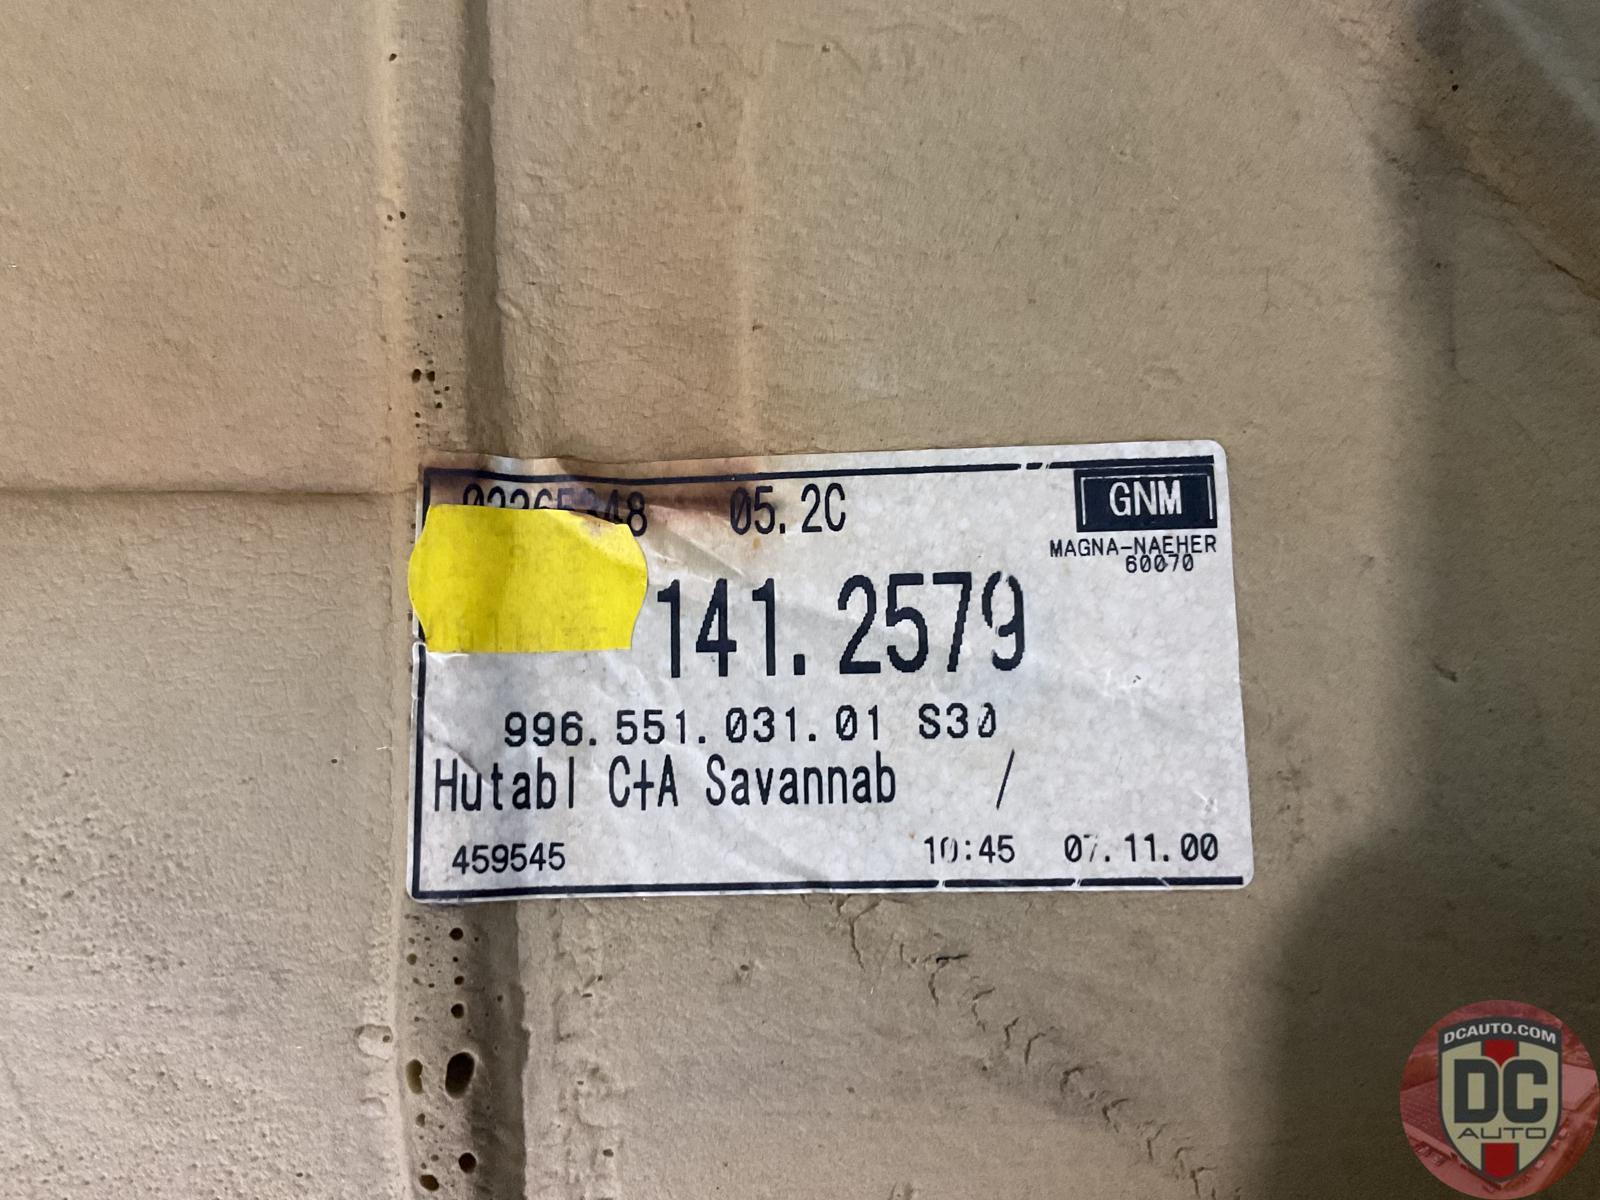 05.2C
GNM
MAGNA-NAEHER
60070
141.2579
996.551.031.01 S30
Hutabl C+A Savannab /
459545 10:45 07.11.00
DCAUTO.COM
DC
AUTO